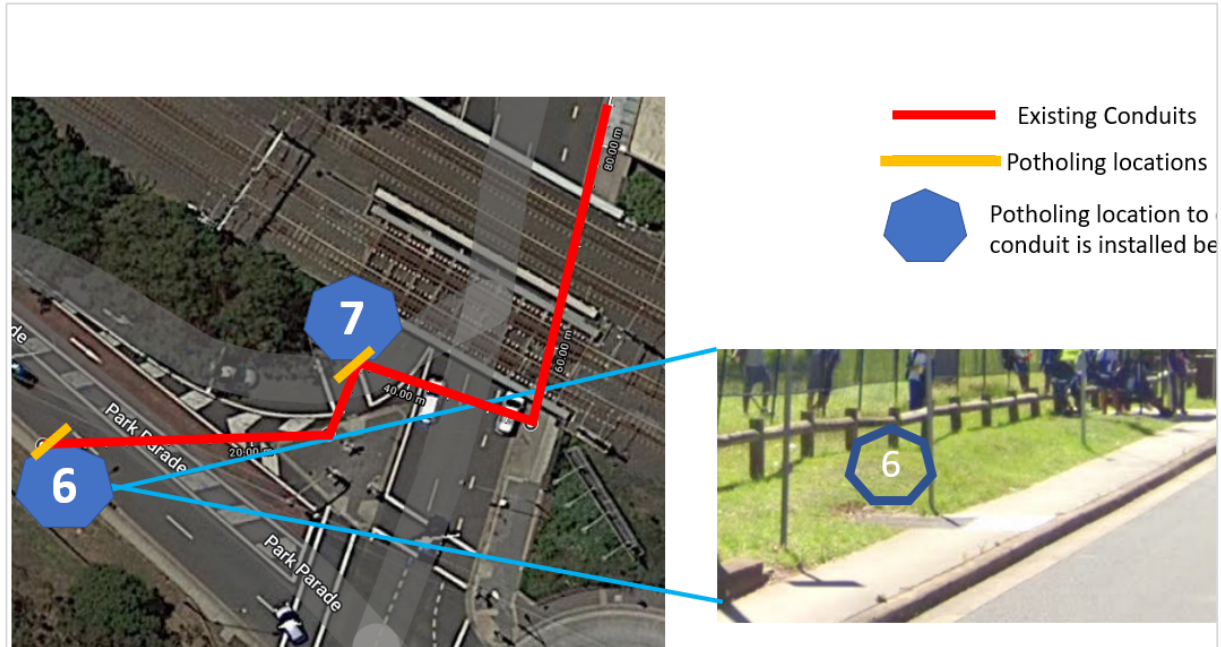 Existing Conduits
Potholing locations
Potholing location to
conduit is installed be
80.00 m
7
60.00 m
40.00 m
de
Park Parade
20.00 m
6
6
Park Parade